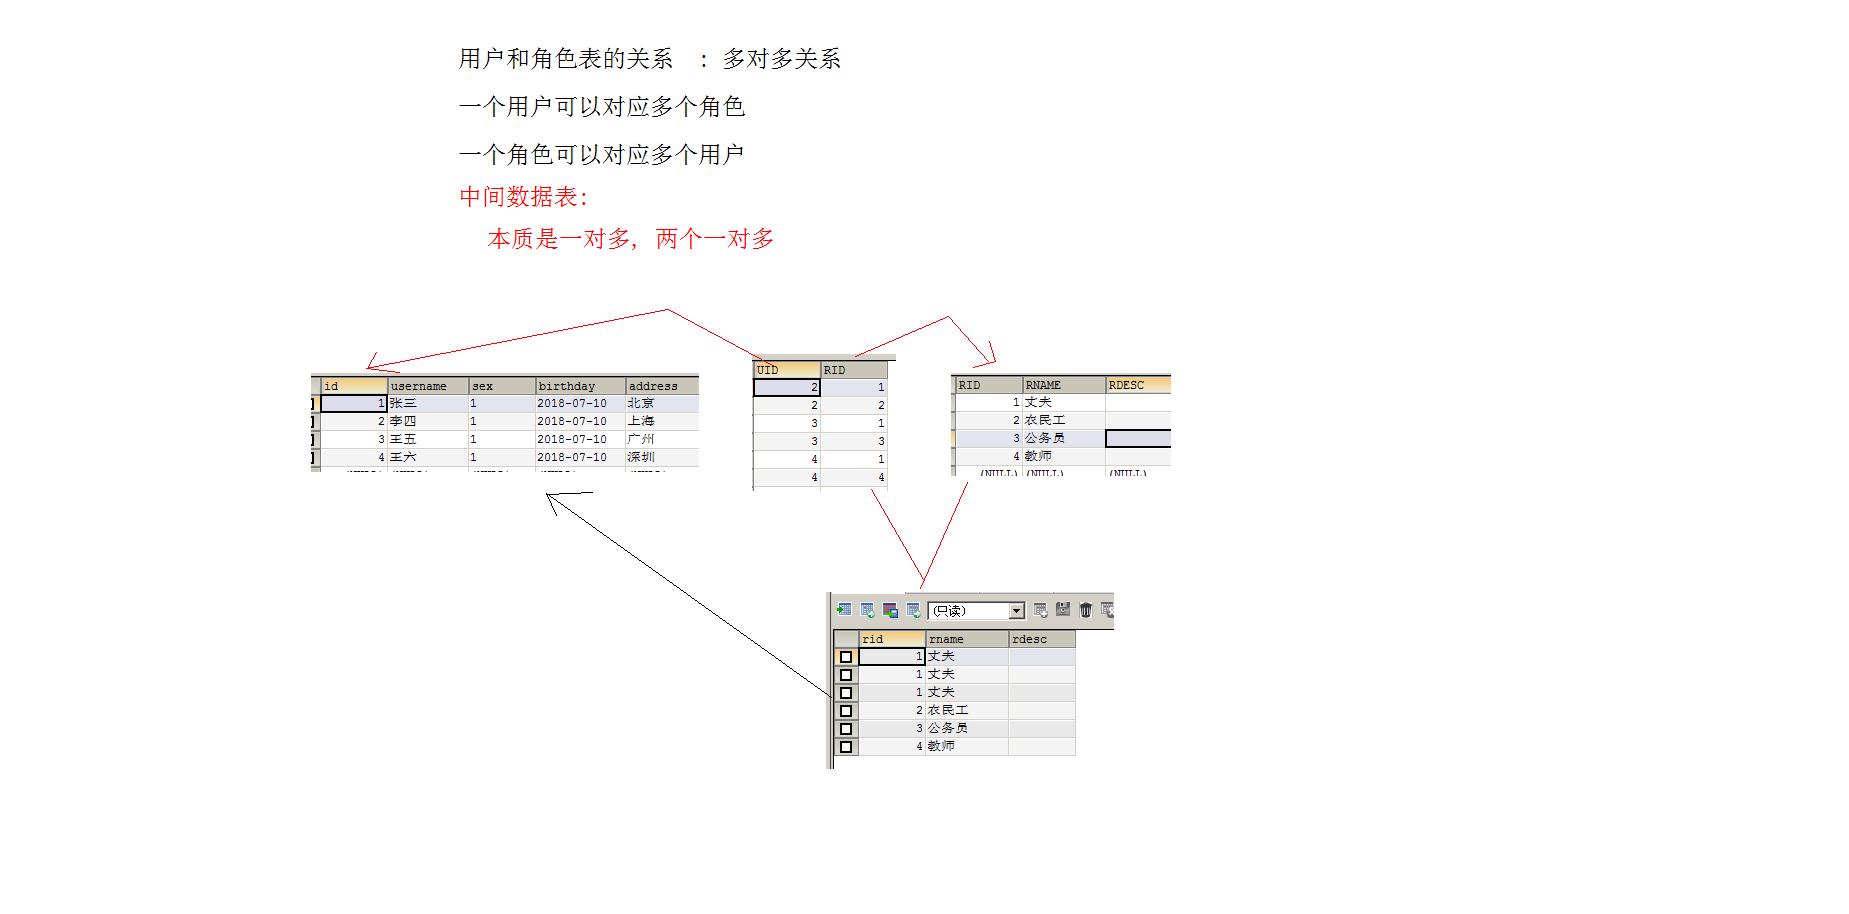 用户和角色表的关系 : 多对多关系
一个用户可以对应多个角色
一个角色可以对应多个用户
中间数据表:
本质是一对多, 两个一对多
id username sex birthday address
1 张三 1 2018-07-10 北京
2 李四 1 2018-07-10 上海
3 王五 1 2018-07-10 广州
4 王六 1 2018-07-10 深圳
UID RID
2 1
2 2
3 1
3 3
4 1
4 4
RID RNAME RDESC
1 丈夫
2 农民工
3 公务员
4 教师
(NULL) (NULL) (NULL)
(只读)
rid rname rdesc
1 丈夫
1 丈夫
1 丈夫
2 农民工
3 公务员
4 教师